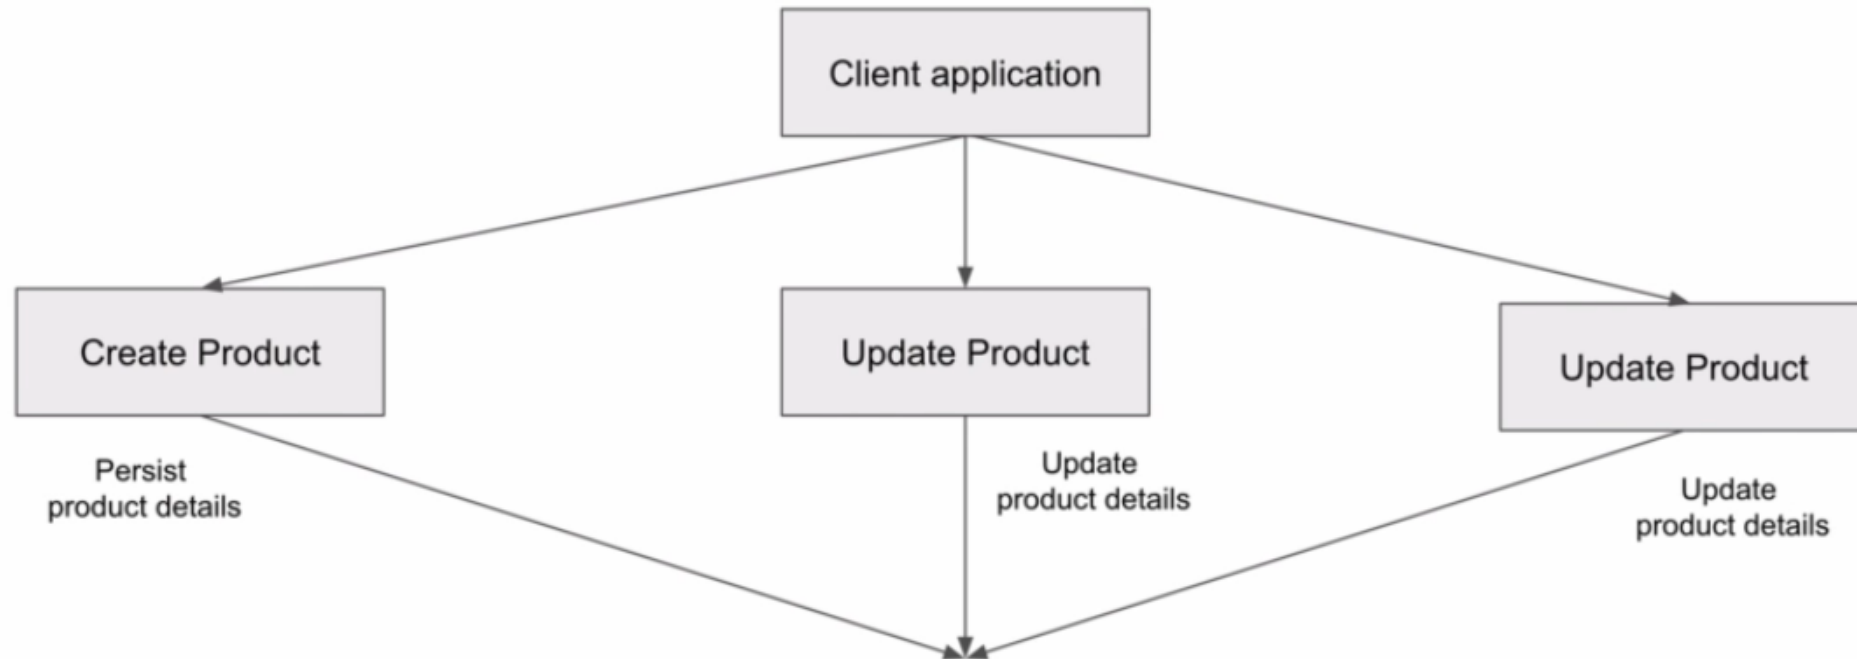 Client application
Create Product
Update Product
Update Product
Persist
product details
Update
product details
Update
product details